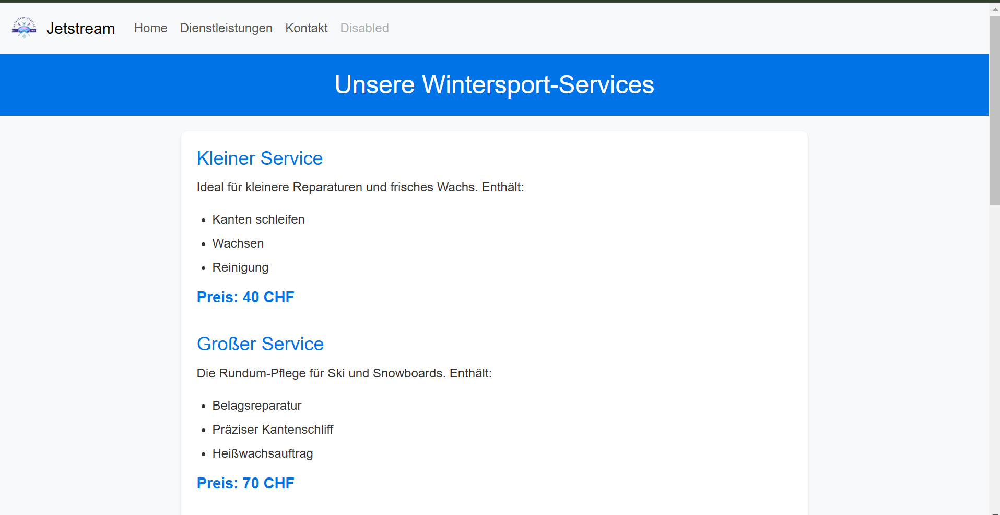 Jetstream Home Dienstleistungen Kontakt Disabled
Unsere Wintersport-Services
Kleiner Service
Ideal für kleinere Reparaturen und frisches Wachs. Enthält:
Kanten schleifen
Wachsen
Reinigung
Preis: 40 CHF
Großer Service
Die Rundum-Pflege für Ski und Snowboards. Enthält:
Belagsreparatur
Präziser Kantenschliff
Heißwachsauftrag
Preis: 70 CHF